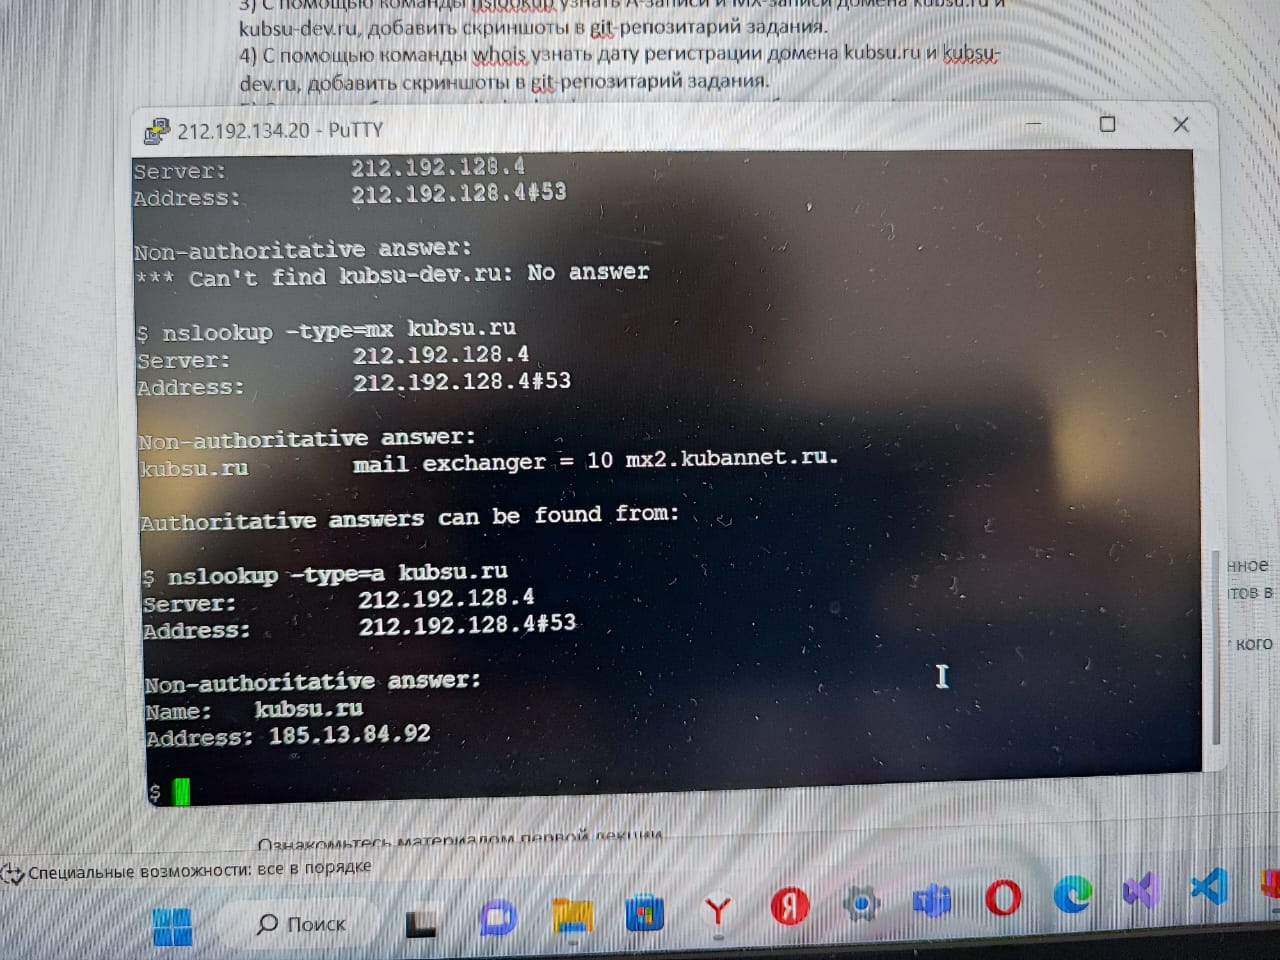 3) С помощью команды nslookup узнать А-записи и MX-записи домена kubsu.ru и
kubsu-dev.ru, добавить скриншоты в git-репозитарий задания.
4) С помощью команды whois узнать дату регистрации домена kubsu.ru и kubsu-
dev.ru, добавить скриншоты в git-репозитарий задания.
212.192.134.20 - PuTTY
Server: 212.192.128.4
Address: 212.192.128.4#53
Non-authoritative answer:
*** Can't find kubsu-dev.ru: No answer
$ nslookup -type=mx kubsu.ru
Server: 212.192.128.4
Address: 212.192.128.4#53
Non-authoritative answer:
kubsu.ru mail exchanger = 10 mx2.kubannet.ru.
Authoritative answers can be found from:
$ nslookup -type=a kubsu.ru
Server: 212.192.128.4
Address: 212.192.128.4#53
Non-authoritative answer:
Name: kubsu.ru
Address: 185.13.84.92
$
нное
тов в
кого
Ознакомьтесь материалом первой лекции
Специальные возможности: все в порядке
Поиск